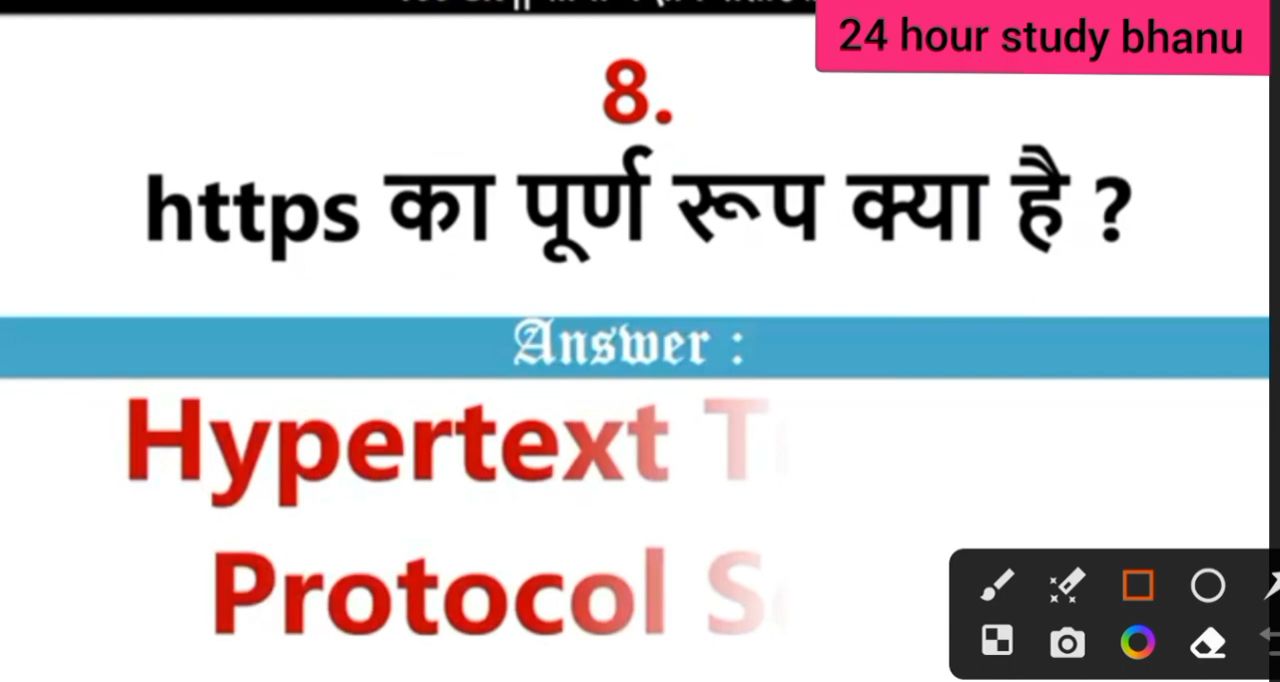 24 hour study bhanu
8.
https का पूर्ण रूप क्या है ?
Answer :
Hypertext
Protocol